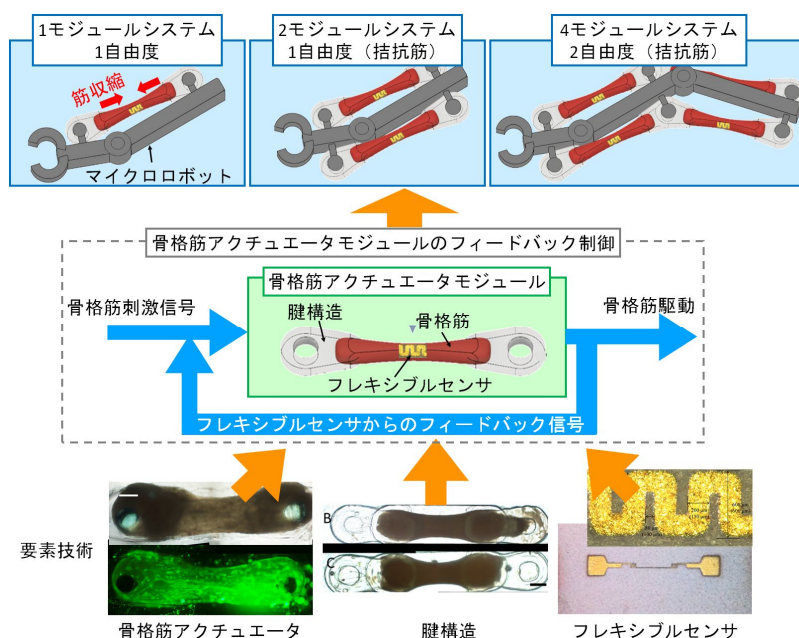 1モジュールシステム
1自由度
2モジュールシステム
1自由度(拮抗筋)
4モジュールシステム
2自由度(拮抗筋)
筋収縮
マイクロロボット
骨格筋アクチュエータモジュールのフィードバック制御
骨格筋アクチュエータモジュール
骨格筋刺激信号
骨格筋駆動
腱構造
骨格筋
フレキシブルセンサ
フレキシブルセンサからのフィードバック信号
要素技術
B
C
骨格筋アクチュエータ
腱構造
フレキシブルセンサ